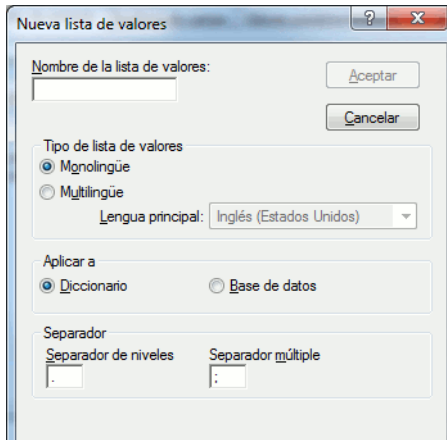 Nueva lista de valores
Nombre de la lista de valores:
Aceptar
Cancelar
Tipo de lista de valores
Monolingüe
Multilingüe
Lengua principal: Inglés (Estados Unidos)
Aplicar a
Diccionario Base de datos
Separador
Separador de niveles Separador múltiple
. ;